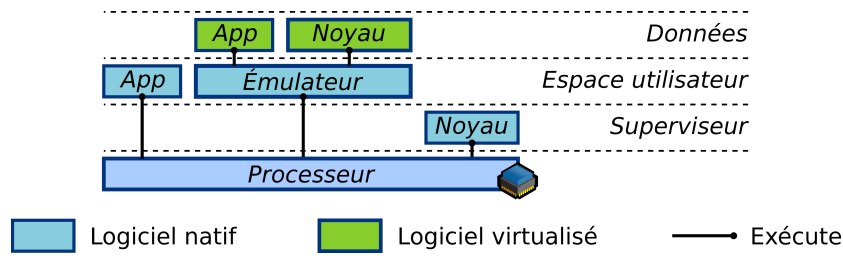 App Noyau Données
App Émulateur Espace utilisateur
Noyau Superviseur
Processeur
Logiciel natif Logiciel virtualisé Exécute